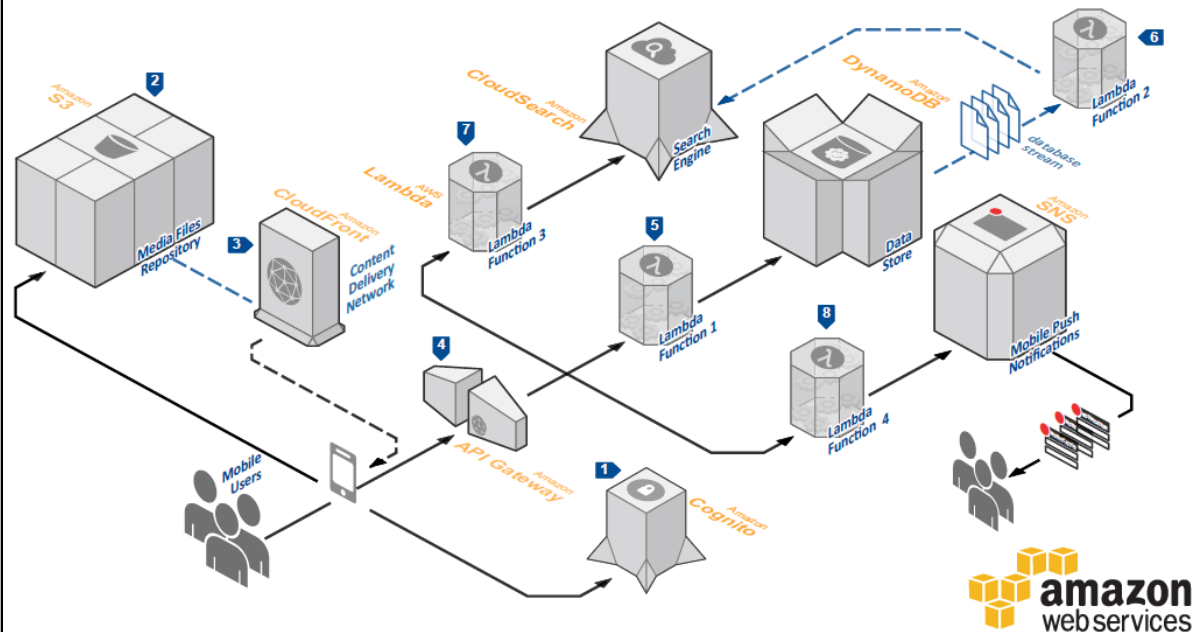 2
Amazon
S3
Media Files
Repository
3
Amazon
CloudFront
Content
Delivery
Network
7
AWS
Lambda
Lambda
Function 3
Amazon
CloudSearch
Search
Engine
5
Lambda
Function 1
Amazon
DynamoDB
Data
Store
database
stream
6
Lambda
Function 2
Amazon
SNS
Mobile Push
Notifications
8
Lambda
Function 4
4
Amazon
API Gateway
1
Amazon
Cognito
Mobile
Users
amazon
web services